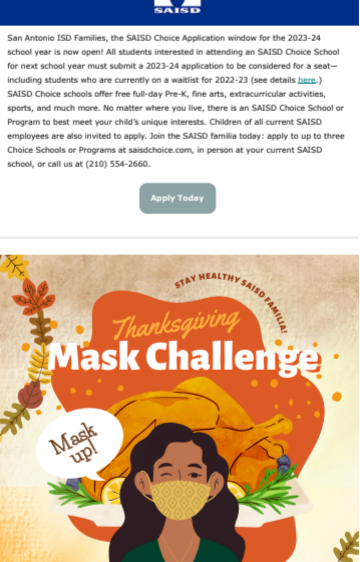 SAISD
San Antonio ISD Families, the SAISD Choice Application window for the 2023-24
school year is now open! All students interested in attending an SAISD Choice School
for next school year must submit a 2023-24 application to be considered for a seat—
including students who are currently on a waitlist for 2022-23 (see details here.)
SAISD Choice schools offer free full-day Pre-K, fine arts, extracurricular activities,
sports, and much more. No matter where you live, there is an SAISD Choice School or
Program to best meet your child's unique interests. Children of all current SAISD
employees are also invited to apply. Join the SAISD familia today: apply to up to three
Choice Schools or Programs at saisdchoice.com, in person at your current SAISD
school, or call us at (210) 554-2660.
Apply Today
STAY HEALTHY SAISD FAMILIA!
Thanksgiving
Mask Challenge
Mask
up!